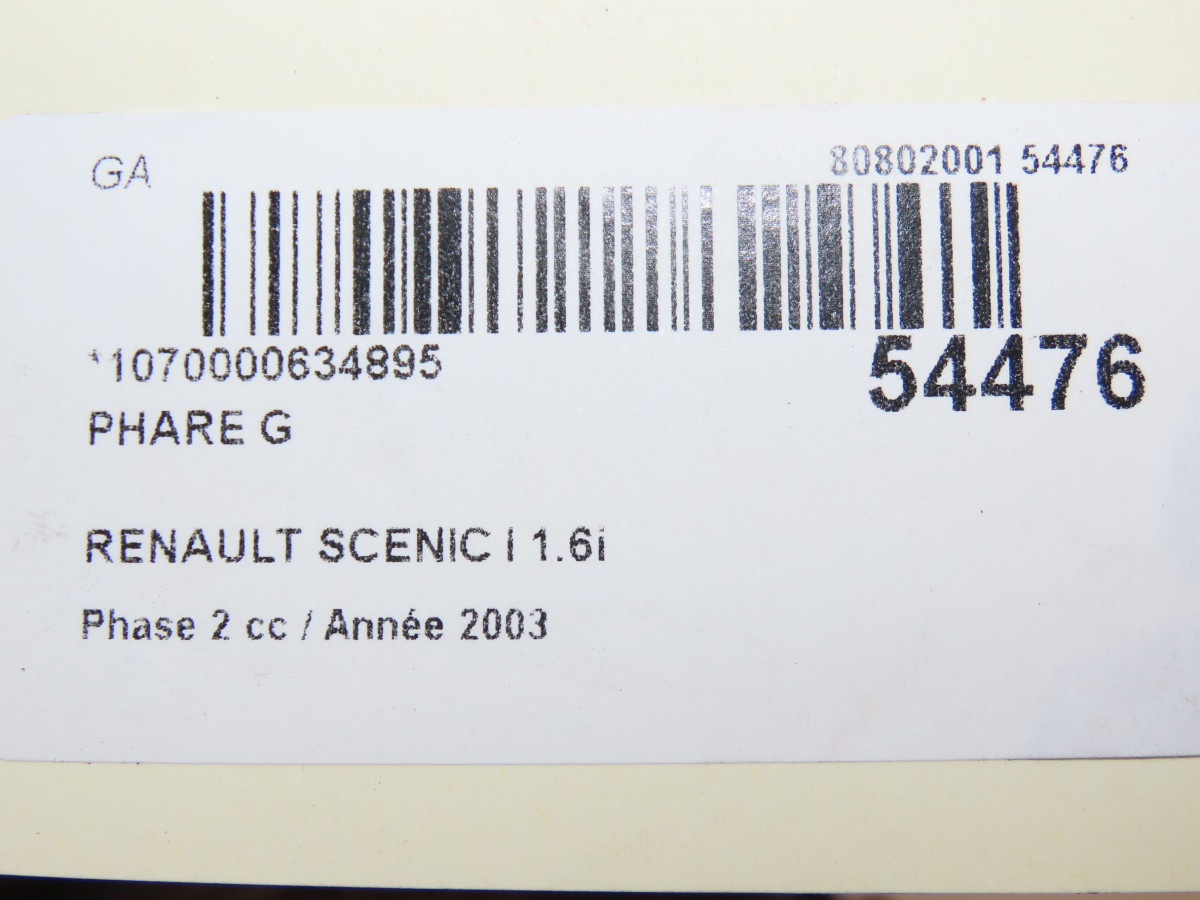 GA
80802001 54476
*1070000634895
54476
PHARE G
RENAULT SCENIC I 1.6i
Phase 2 cc / Année 2003